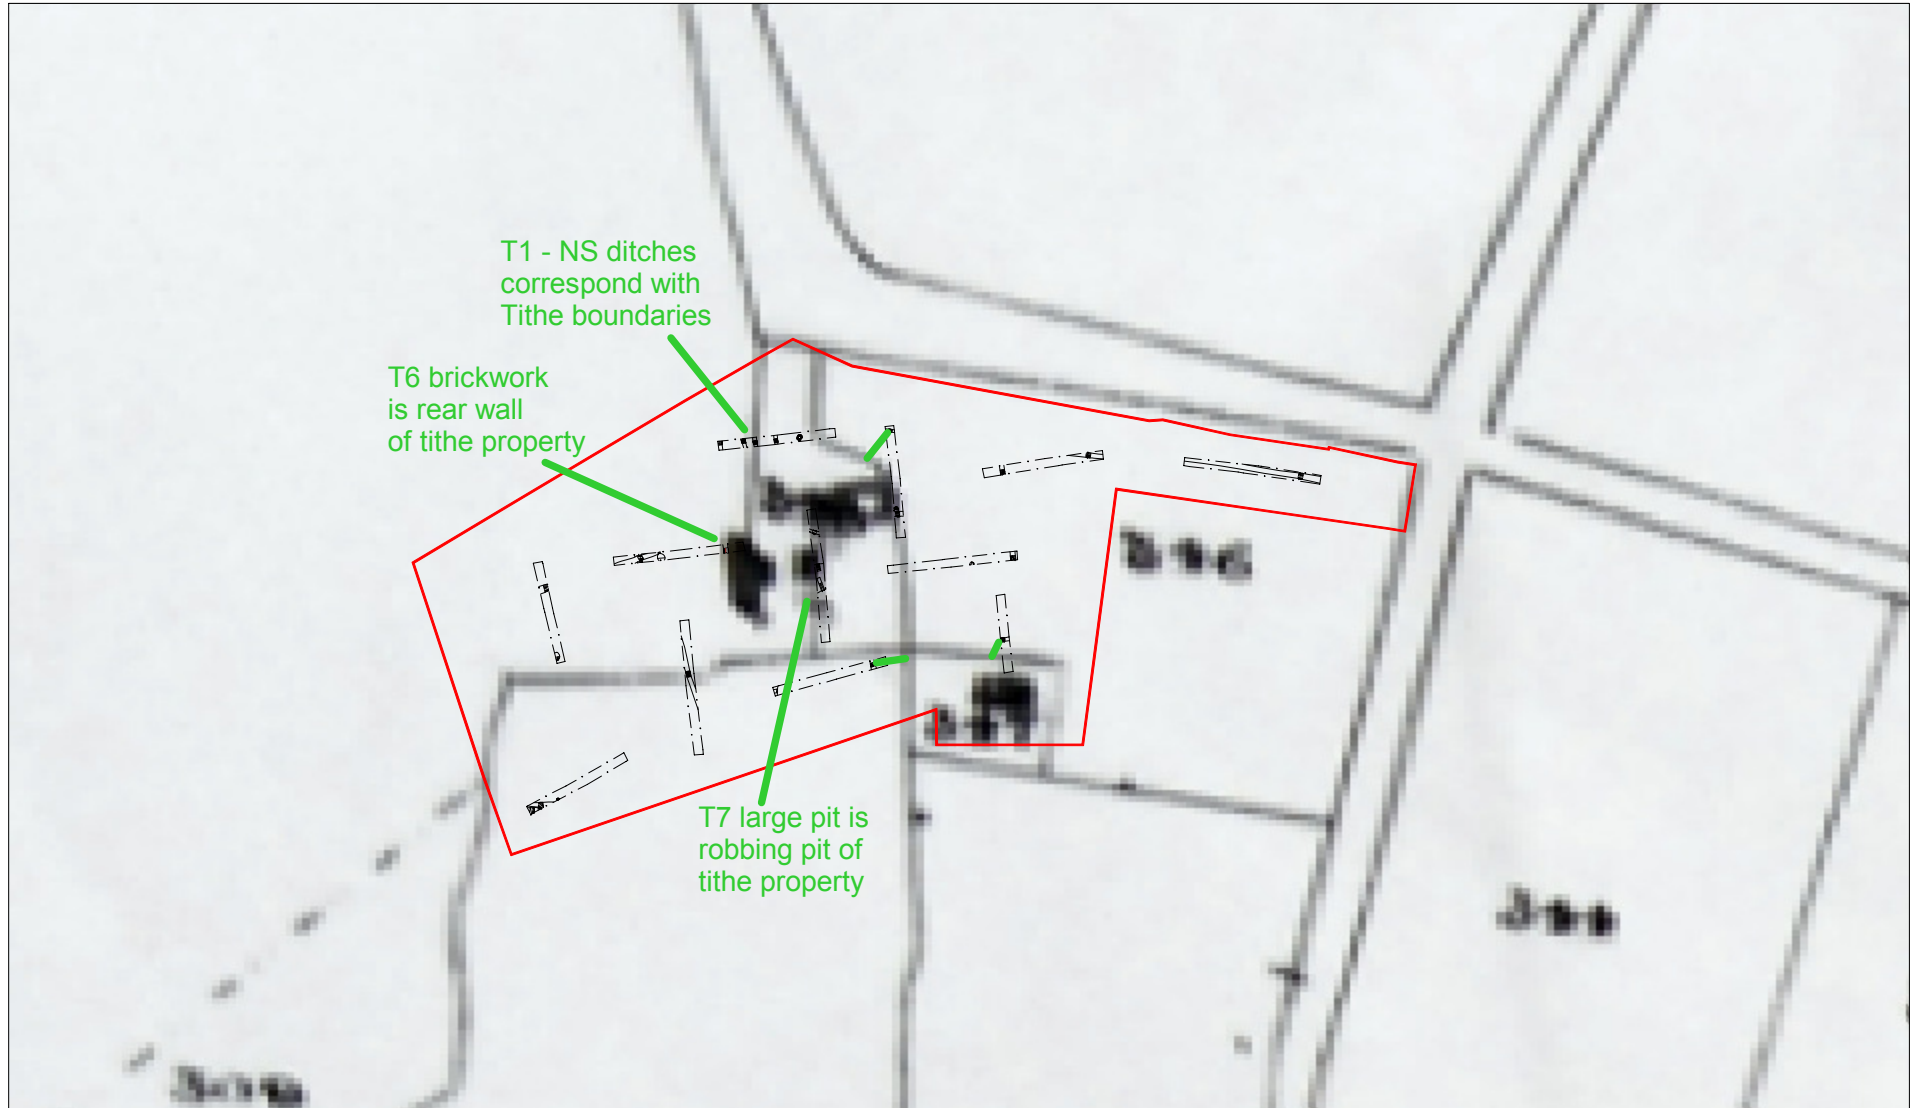 T1 - NS ditches
correspond with
Tithe boundaries
T6 brickwork
is rear wall
of tithe property
T7 large pit is
robbing pit of
tithe property